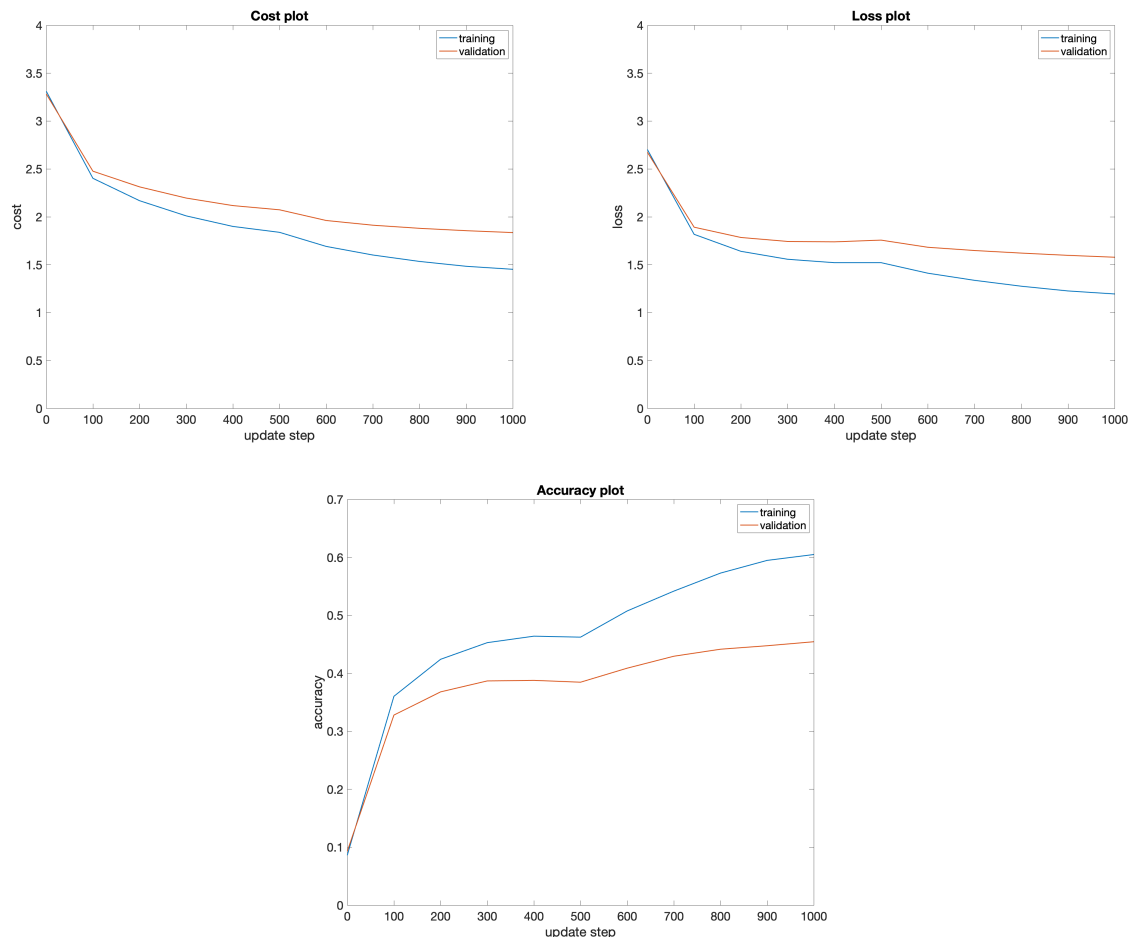 Cost plot
training
validation
4
3.5
3
2.5
2
1.5
1
0.5
0
cost
0 100 200 300 400 500 600 700 800 900 1000
update step
Loss plot
training
validation
4
3.5
3
2.5
2
1.5
1
0.5
0
loss
0 100 200 300 400 500 600 700 800 900 1000
update step
Accuracy plot
training
validation
0.7
0.6
0.5
0.4
0.3
0.2
0.1
0
accuracy
0 100 200 300 400 500 600 700 800 900 1000
update step